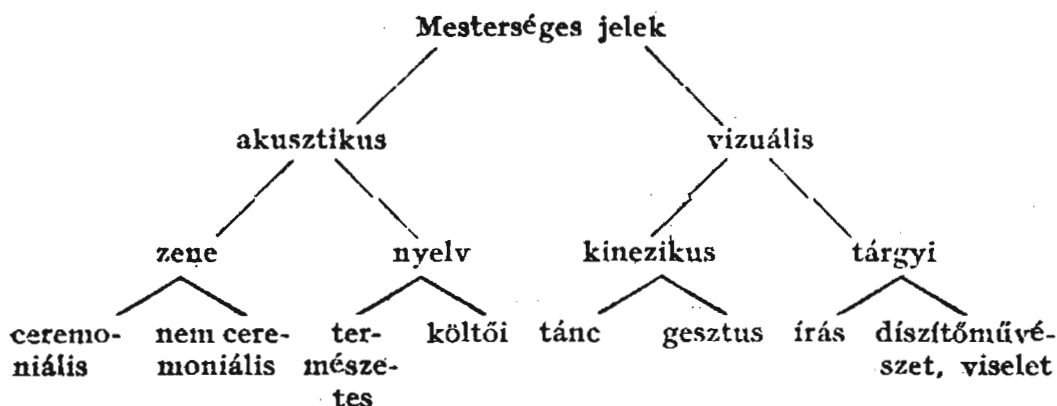 Mesterséges jelek
akusztikus vizuális
zene nyelv kinezikus tárgyi
ceremo- nem cere- ter- költői tánc gesztus írás díszítőművé-
niális moniális mészе- szet, viselet
tes